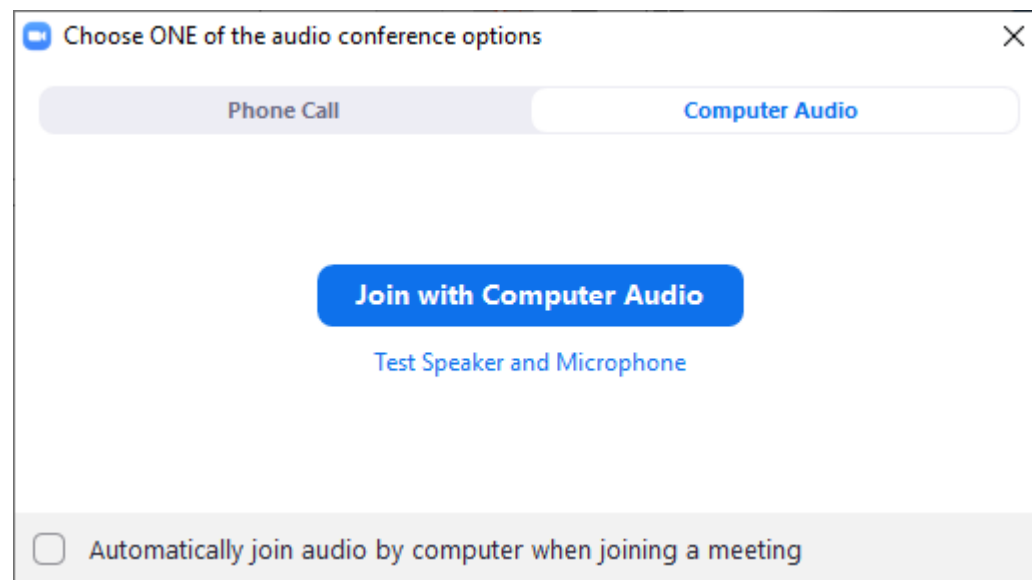 Choose ONE of the audio conference options
Phone Call
Computer Audio
Join with Computer Audio
Test Speaker and Microphone
Automatically join audio by computer when joining a meeting